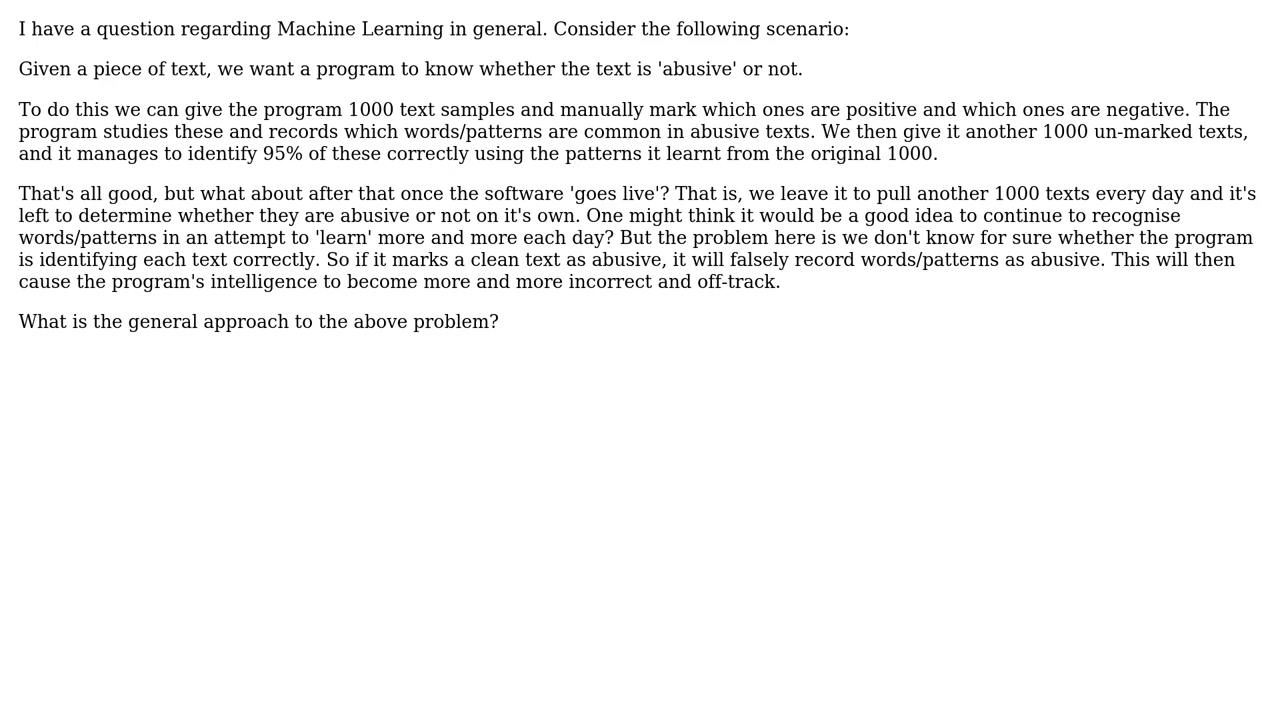 I have a question regarding Machine Learning in general. Consider the following scenario:
Given a piece of text, we want a program to know whether the text is 'abusive' or not.
To do this we can give the program 1000 text samples and manually mark which ones are positive and which ones are negative. The
program studies these and records which words/patterns are common in abusive texts. We then give it another 1000 un-marked texts,
and it manages to identify 95% of these correctly using the patterns it learnt from the original 1000.
That's all good, but what about after that once the software 'goes live'? That is, we leave it to pull another 1000 texts every day and it's
left to determine whether they are abusive or not on it's own. One might think it would be a good idea to continue to recognise
words/patterns in an attempt to 'learn' more and more each day? But the problem here is we don't know for sure whether the program
is identifying each text correctly. So if it marks a clean text as abusive, it will falsely record words/patterns as abusive. This will then
cause the program's intelligence to become more and more incorrect and off-track.
What is the general approach to the above problem?